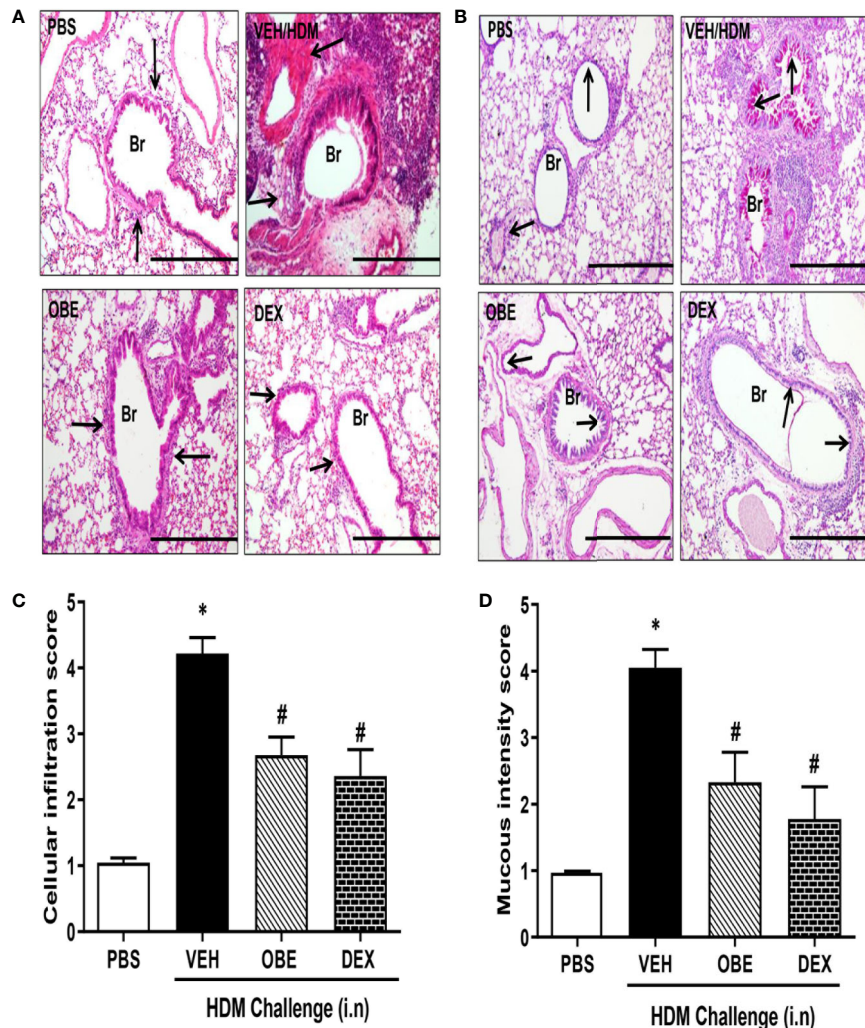 A
PBS
Br
VEH/HDM
Br
OBE
Br
DEX
Br
B
PBS
Br
VEH/HDM
Br
OBE
Br
DEX
Br
C
Cellular infiltration score
5
4
3
2
1
0
*
#
#
PBS VEH OBE DEX
HDM Challenge (i.n)
D
Mucous intensity score
5
4
3
2
1
0
*
#
#
PBS VEH OBE DEX
HDM Challenge (i.n)